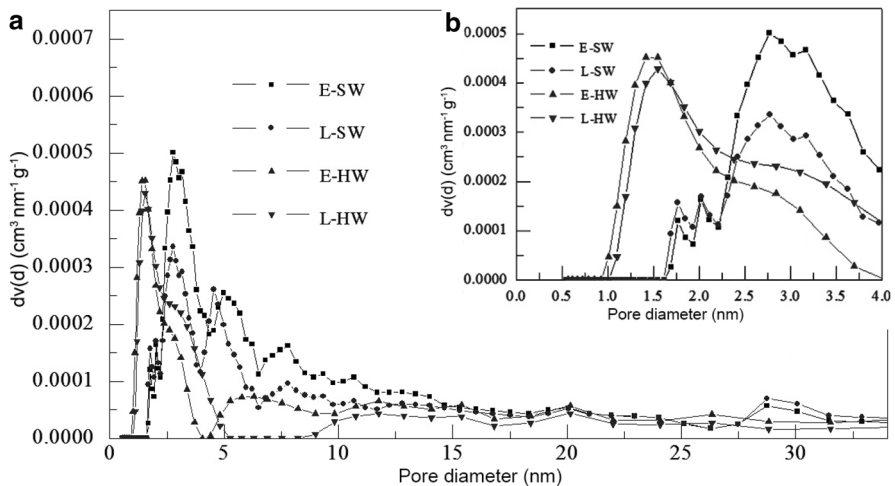 a
0.0007
0.0006
0.0005
0.0004
0.0003
0.0002
0.0001
0.0000
dv(d) (cm³ nm⁻¹ g⁻¹)
E-SW
L-SW
E-HW
L-HW
0 5 10 15 20 25 30
Pore diameter (nm)
b
0.0005
0.0004
0.0003
0.0002
0.0001
0.0000
dv(d) (cm³ nm⁻¹ g⁻¹)
E-SW
L-SW
E-HW
L-HW
0.0 0.5 1.0 1.5 2.0 2.5 3.0 3.5 4.0
Pore diameter (nm)